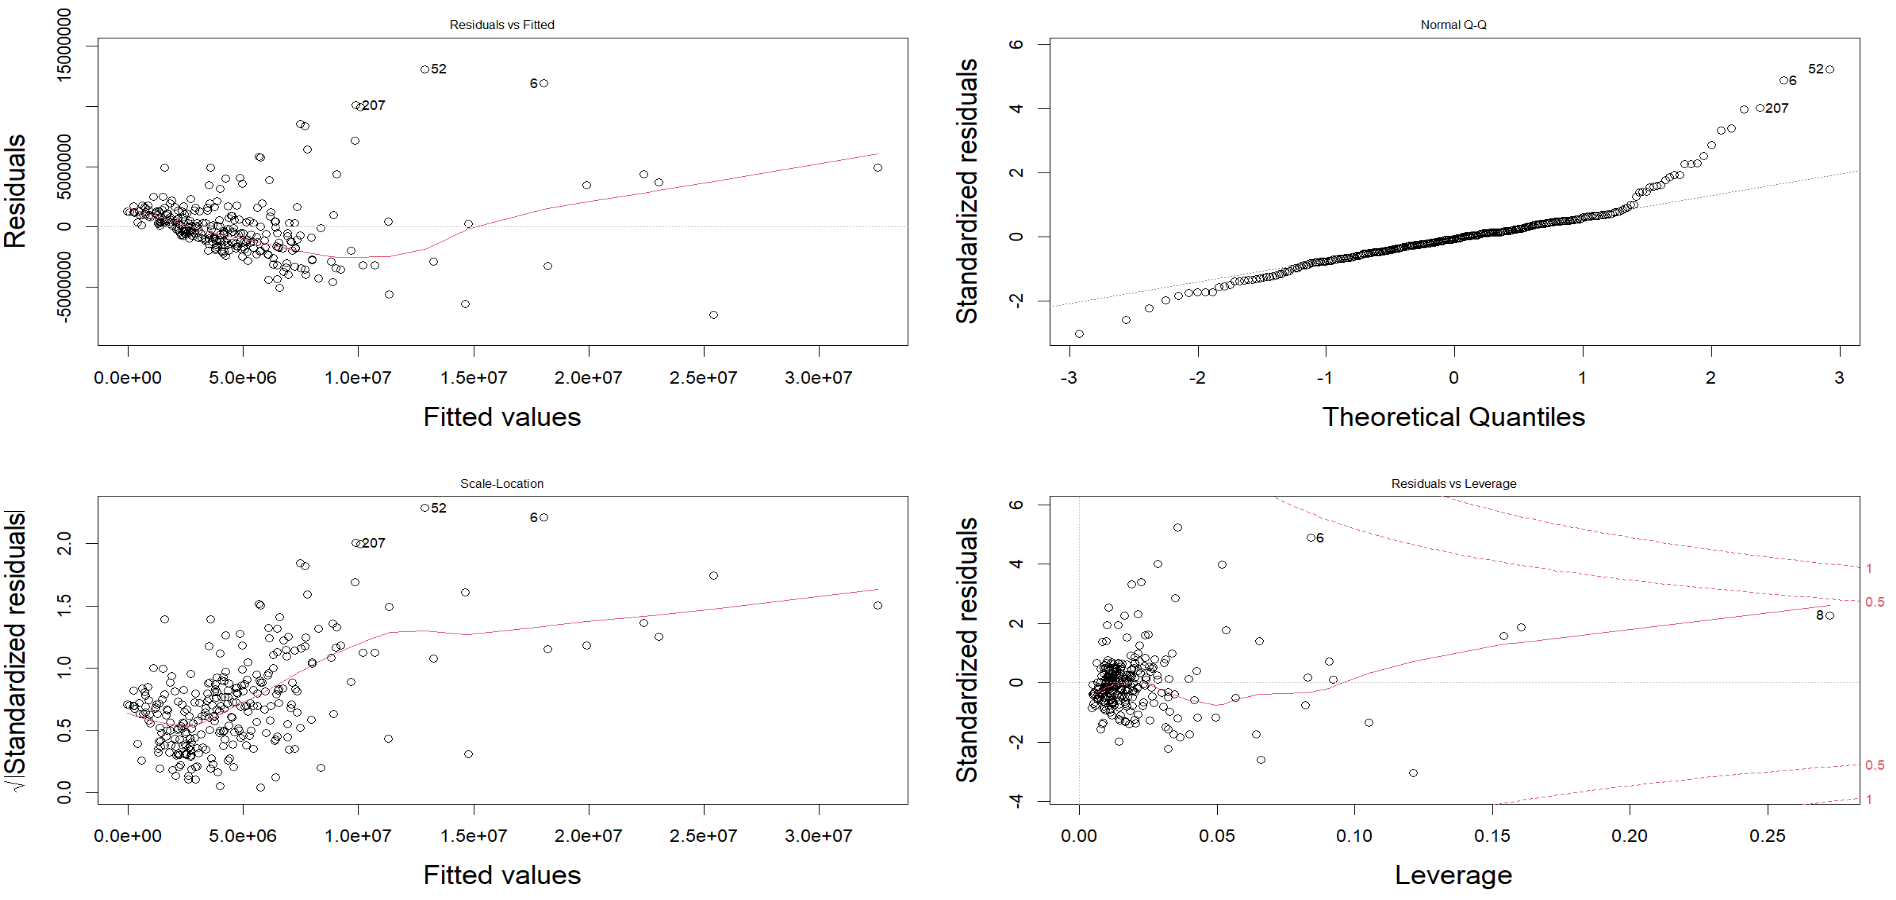 Residuals vs Fitted
Residuals
-5000000 0 5000000 15000000
52
6
207
0.0e+00 5.0e+06 1.0e+07 1.5e+07 2.0e+07 2.5e+07 3.0e+07
Fitted values
Normal Q-Q
Standardized residuals
-2 0 2 4 6
52
6
207
-3 -2 -1 0 1 2 3
Theoretical Quantiles
Scale-Location
√|Standardized residuals|
0.0 0.5 1.0 1.5 2.0
52
6
207
0.0e+00 5.0e+06 1.0e+07 1.5e+07 2.0e+07 2.5e+07 3.0e+07
Fitted values
Residuals vs Leverage
Standardized residuals
-4 -2 0 2 4 6
6
8
1
0.5
0.5
1
0.00 0.05 0.10 0.15 0.20 0.25
Leverage